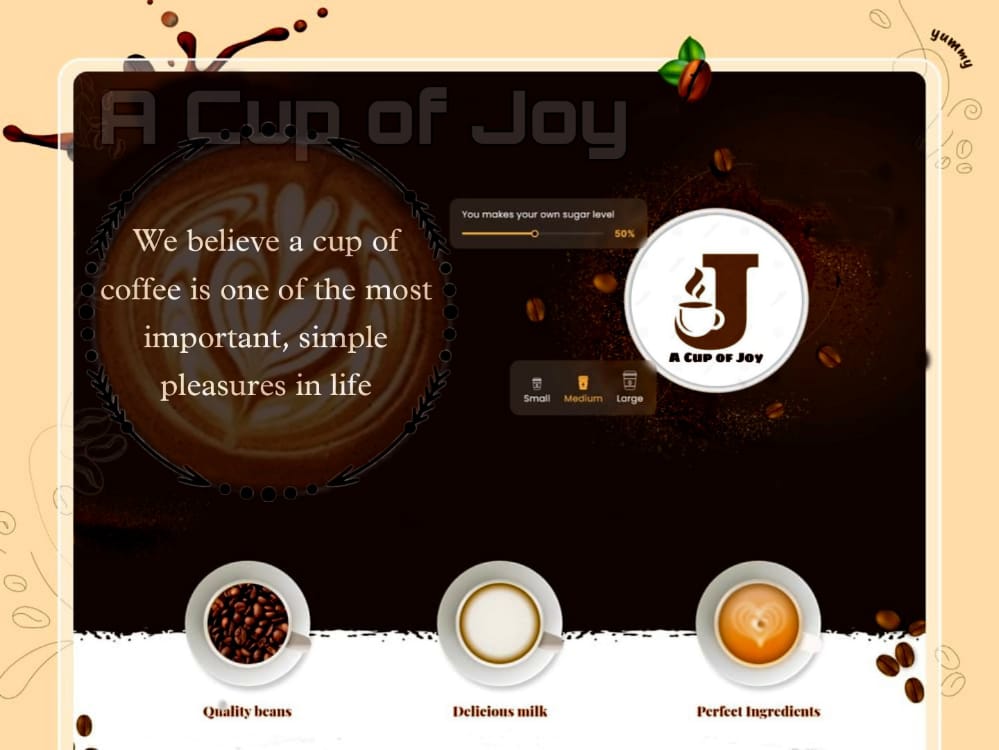 yummy
A Cup of Joy
We believe a cup of
coffee is one of the most
important, simple
pleasures in life
You makes your own sugar level
50%
J
A Cup of Joy
Small Medium Large
Quality beans Delicious milk Perfect Ingredients